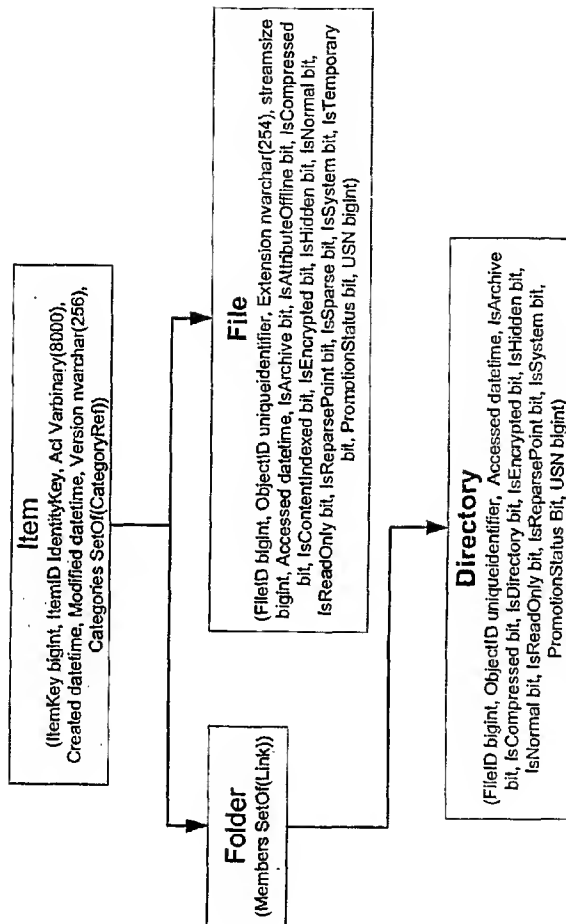 Item
(ItemKey bigint, ItemID IdentityKey, Acl Varbinary(8000),
Created datetime, Modified datetime, Version nvarchar(256),
Categories SetOf(CategoryRef))
Folder
(Members SetOf(Link))
File
(FileID bigint, ObjectID uniqueidentifier, Extension nvarchar(254), streamsize
bigint, Accessed datetime, IsArchive bit, IsAttributeOffline bit, IsCompressed
bit, IsContentIndexed bit, IsEncrypted bit, IsHidden bit, IsNormal bit,
IsReadOnly bit, IsReparsePoint bit, IsSparse bit, IsSystem bit, IsTemporary
bit, PromotionStatus bit, USN bigint)
Directory
(FileID bigint, ObjectID uniqueidentifier, Accessed datetime, IsArchive
bit, IsCompressed bit, IsDirectory bit, IsEncrypted bit, IsHidden bit,
IsNormal bit, IsReadOnly bit, IsReparsePoint bit, IsSystem bit,
PromotionStatus Bit, USN bigint)